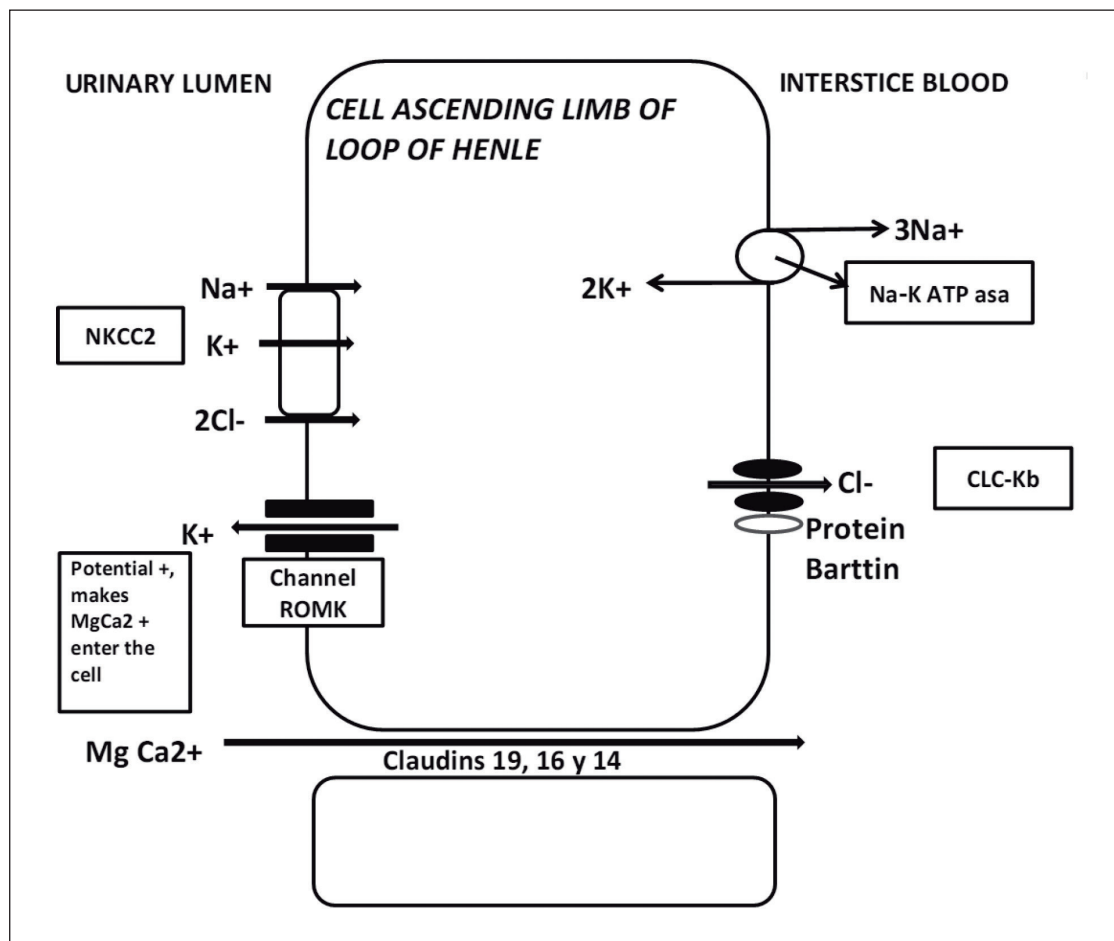 URINARY LUMEN
INTERSTICE BLOOD
CELL ASCENDING LIMB OF
LOOP OF HENLE
3Na+
Na+
2K+
Na-K ATP asa
NKCC2
K+
2Cl-
Cl-
CLC-Kb
K+
Protein
Barttin
Channel
ROMK
Potential +,
makes
MgCa2 +
enter the
cell
Mg Ca2+
Claudins 19, 16 y 14